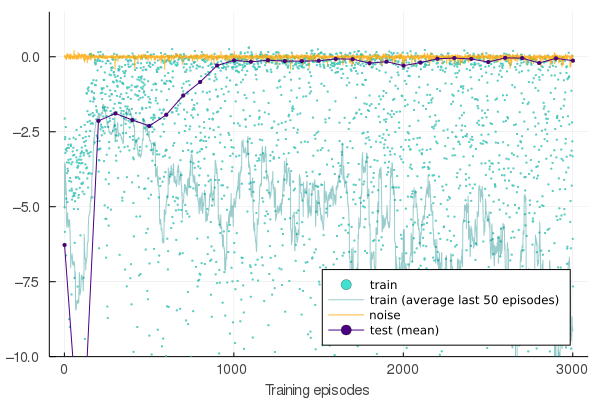 0.0
−2.5
−5.0
−7.5
−10.0
train
train (average last 50 episodes)
noise
test (mean)
0 1000 2000 3000
Training episodes